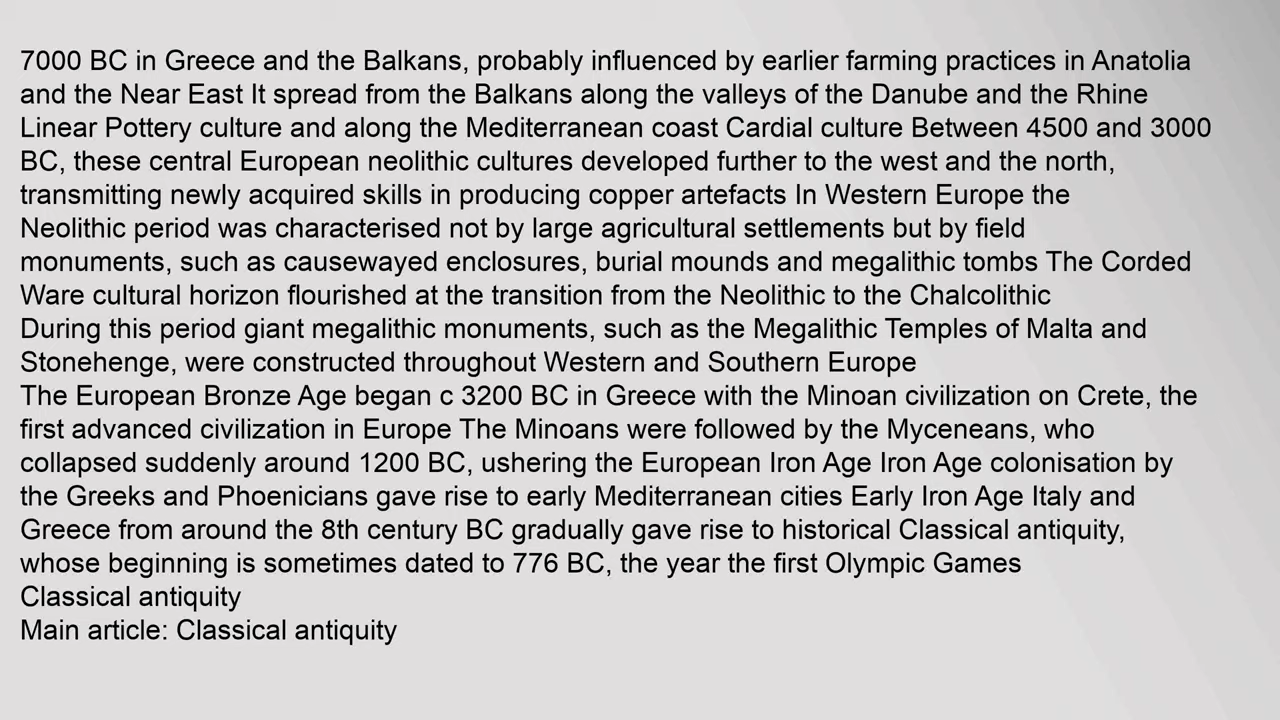 7000 BC in Greece and the Balkans, probably influenced by earlier farming practices in Anatolia
and the Near East It spread from the Balkans along the valleys of the Danube and the Rhine
Linear Pottery culture and along the Mediterranean coast Cardial culture Between 4500 and 3000
BC, these central European neolithic cultures developed further to the west and the north,
transmitting newly acquired skills in producing copper artefacts In Western Europe the
Neolithic period was characterised not by large agricultural settlements but by field
monuments, such as causewayed enclosures, burial mounds and megalithic tombs The Corded
Ware cultural horizon flourished at the transition from the Neolithic to the Chalcolithic
During this period giant megalithic monuments, such as the Megalithic Temples of Malta and
Stonehenge, were constructed throughout Western and Southern Europe
The European Bronze Age began c 3200 BC in Greece with the Minoan civilization on Crete, the
first advanced civilization in Europe The Minoans were followed by the Myceneans, who
collapsed suddenly around 1200 BC, ushering the European Iron Age Iron Age colonisation by
the Greeks and Phoenicians gave rise to early Mediterranean cities Early Iron Age Italy and
Greece from around the 8th century BC gradually gave rise to historical Classical antiquity,
whose beginning is sometimes dated to 776 BC, the year the first Olympic Games
Classical antiquity
Main article: Classical antiquity